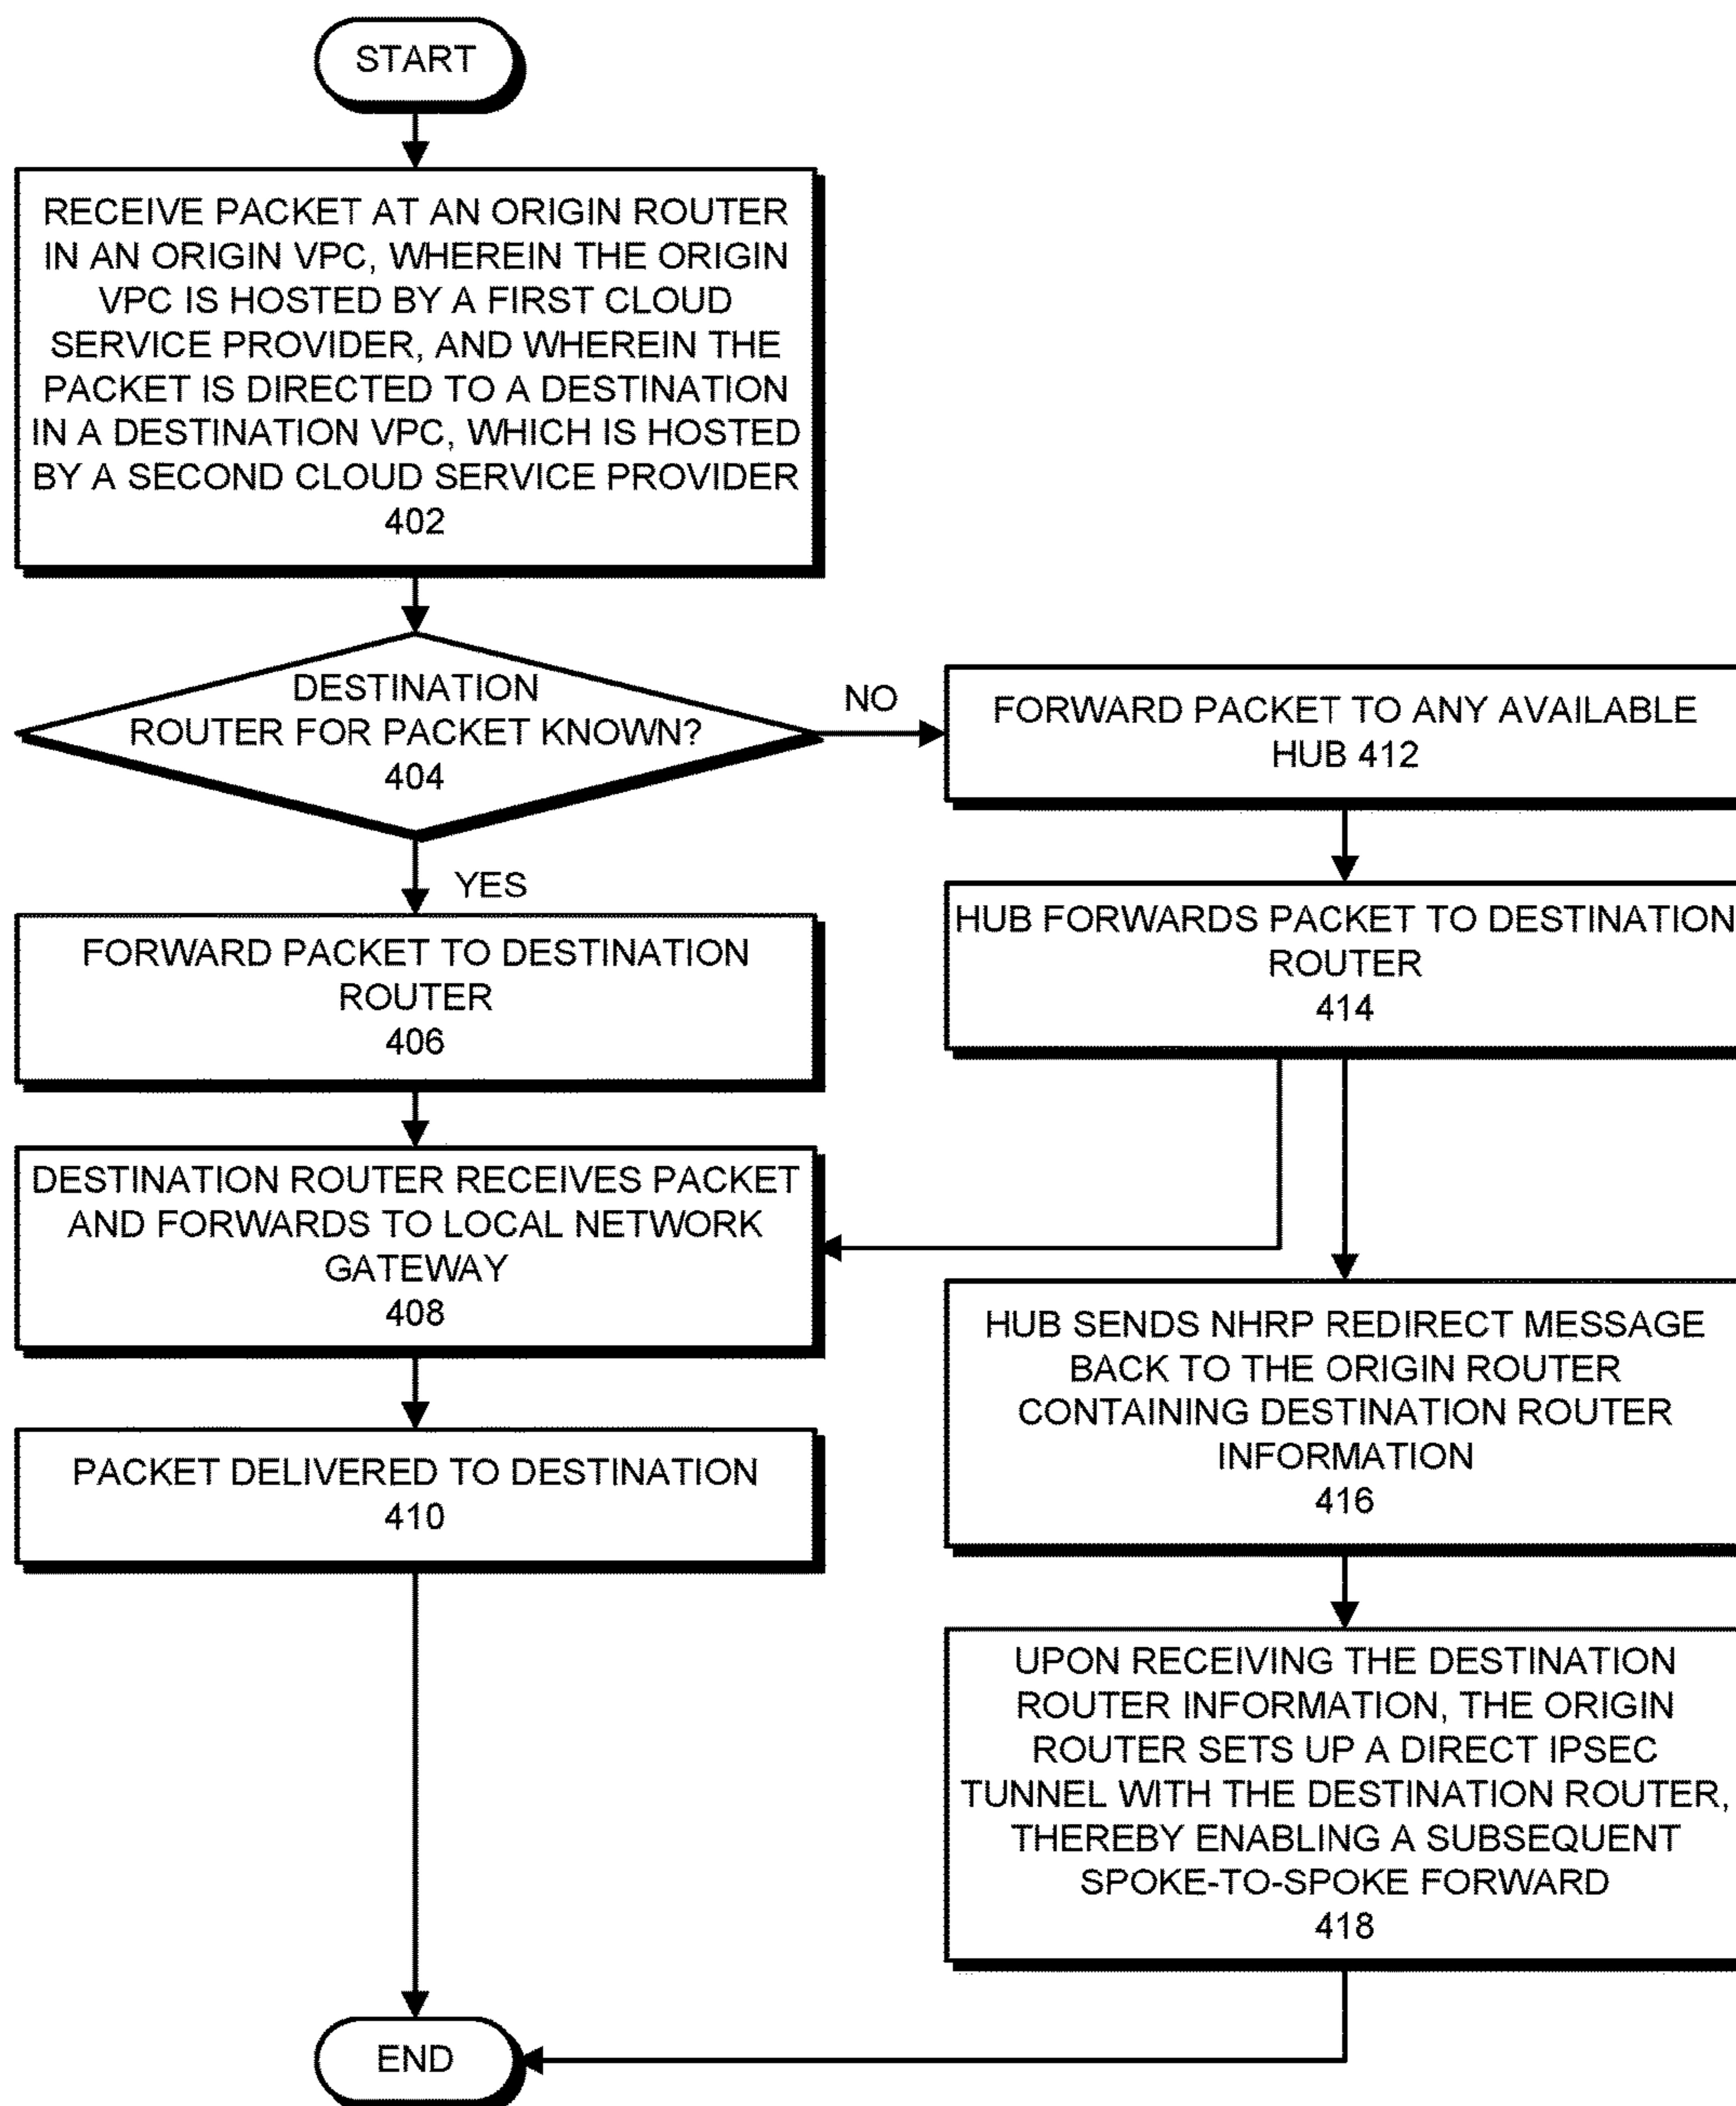 START
RECEIVE PACKET AT AN ORIGIN ROUTER
IN AN ORIGIN VPC, WHEREIN THE ORIGIN
VPC IS HOSTED BY A FIRST CLOUD
SERVICE PROVIDER, AND WHEREIN THE
PACKET IS DIRECTED TO A DESTINATION
IN A DESTINATION VPC, WHICH IS HOSTED
BY A SECOND CLOUD SERVICE PROVIDER
402
DESTINATION
ROUTER FOR PACKET KNOWN?
404
NO
YES
FORWARD PACKET TO DESTINATION
ROUTER
406
DESTINATION ROUTER RECEIVES PACKET
AND FORWARDS TO LOCAL NETWORK
GATEWAY
408
PACKET DELIVERED TO DESTINATION
410
FORWARD PACKET TO ANY AVAILABLE
HUB 412
HUB FORWARDS PACKET TO DESTINATION
ROUTER
414
HUB SENDS NHRP REDIRECT MESSAGE
BACK TO THE ORIGIN ROUTER
CONTAINING DESTINATION ROUTER
INFORMATION
416
UPON RECEIVING THE DESTINATION
ROUTER INFORMATION, THE ORIGIN
ROUTER SETS UP A DIRECT IPSEC
TUNNEL WITH THE DESTINATION ROUTER,
THEREBY ENABLING A SUBSEQUENT
SPOKE-TO-SPOKE FORWARD
418
END